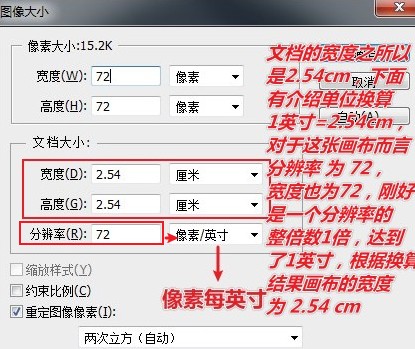 图像大小
像素大小:15.2K
宽度(W): 72 像素
高度(H): 72 像素
文档大小:
宽度(D): 2.54 厘米
高度(G): 2.54 厘米
分辨率(R): 72 像素/英寸
缩放样式(Y)
约束比例(C)
重定图像像素(I):
两次立方（自动）
取消
文档的宽度之所以
是2.54cm，下面
有介绍单位换算
1英寸=2.54cm，
对于这张画布而言
分辨率 为 72，
宽度也为72，刚好
是一个分辨率的
整倍数1倍，达到
了1英寸，根据换算
结果画布的宽度
为 2.54 cm
像素每英寸